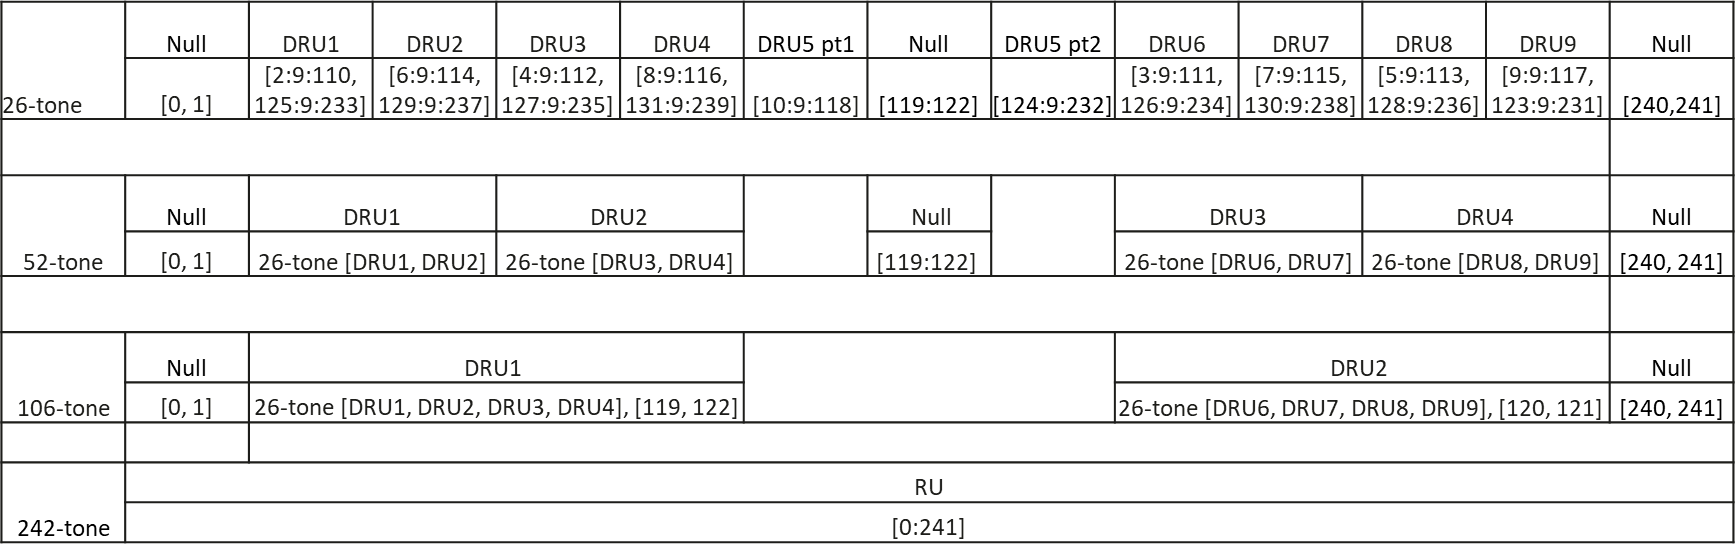 Null DRU1 DRU2 DRU3 DRU4 DRU5 pt1 Null DRU5 pt2 DRU6 DRU7 DRU8 DRU9 Null
[2:9:110, [6:9:114, [4:9:112, [8:9:116, [3:9:111, [7:9:115, [5:9:113, [9:9:117,
26-tone [0, 1] 125:9:233] 129:9:237] 127:9:235] 131:9:239] [10:9:118] [119:122] [124:9:232] 126:9:234] 130:9:238] 128:9:236] 123:9:231] [240,241]
Null DRU1 DRU2 Null DRU3 DRU4 Null
52-tone [0, 1] 26-tone [DRU1, DRU2] 26-tone [DRU3, DRU4] [119:122] 26-tone [DRU6, DRU7] 26-tone [DRU8, DRU9] [240, 241]
Null DRU1 DRU2 Null
106-tone [0, 1] 26-tone [DRU1, DRU2, DRU3, DRU4], [119, 122] 26-tone [DRU6, DRU7, DRU8, DRU9], [120, 121] [240, 241]
RU
242-tone [0:241]